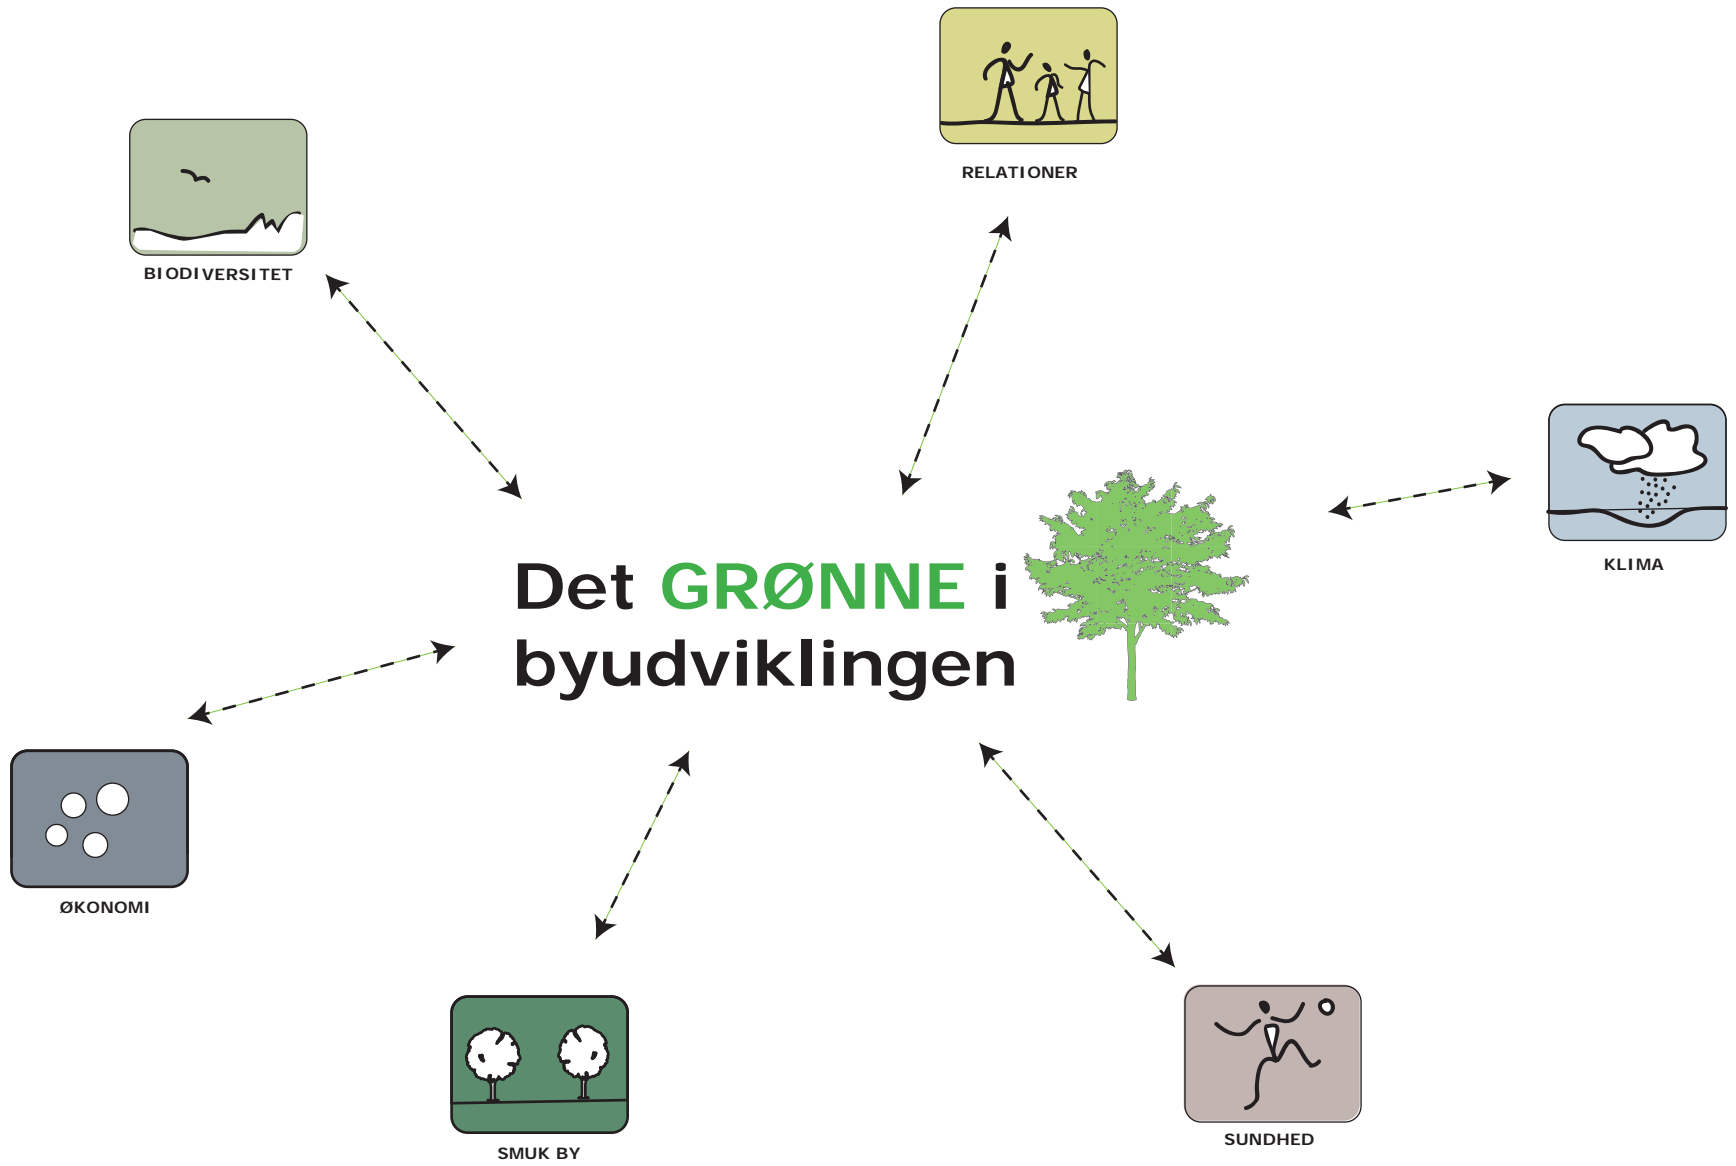 RELATIONER
BIODIVERSITET
KLIMA
Det GRØNNE i
byudviklingen
ØKONOMI
SMUK BY
SUNDHED